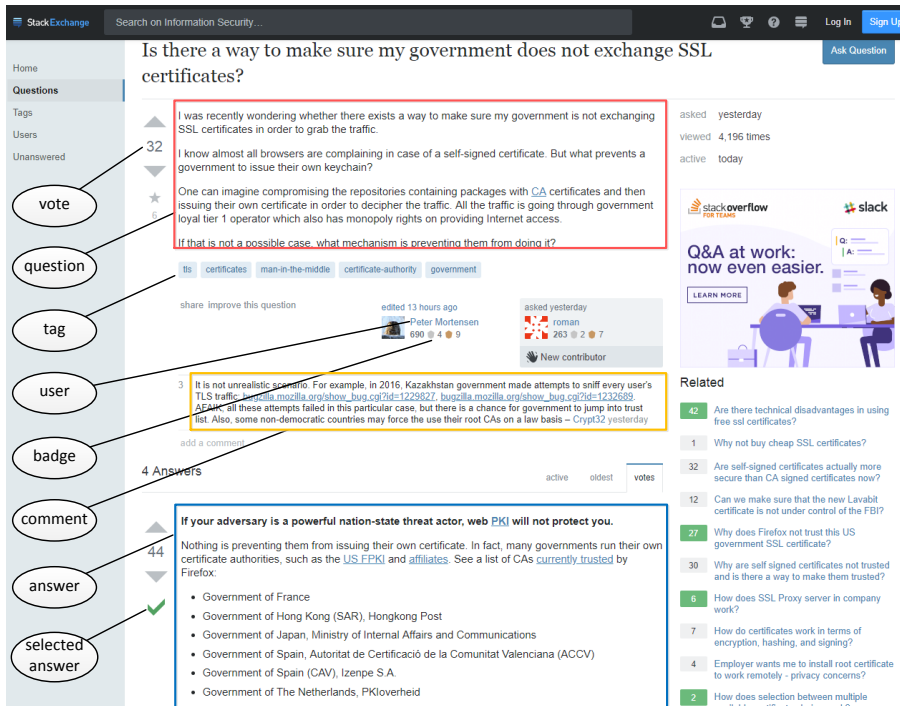 StackExchange
Search on Information Security...
Log In
Sign Up
Is there a way to make sure my government does not exchange SSL
certificates?
Ask Question
Home
Questions
Tags
Users
Unanswered
vote
question
tag
user
badge
comment
answer
selected
answer
32
6
I was recently wondering whether there exists a way to make sure my government is not exchanging
SSL certificates in order to grab the traffic.
I know almost all browsers are complaining in case of a self-signed certificate. But what prevents a
government to issue their own keychain?
One can imagine compromising the repositories containing packages with CA certificates and then
issuing their own certificate in order to decipher the traffic. All the traffic is going through government
loyal tier 1 operator which also has monopoly rights on providing Internet access.
If that is not a possible case, what mechanism is preventing them from doing it?
tls certificates man-in-the-middle certificate-authority government
share improve this question
edited 13 hours ago
Peter Mortensen
690 4 9
asked yesterday
roman
263 2 7
New contributor
3
It is not unrealistic scenario. For example, in 2016, Kazakhstan government made attempts to sniff every user's
TLS traffic: bugzilla.mozilla.org/show_bug.cgi?id=1229827, bugzilla.mozilla.org/show_bug.cgi?id=1232689.
AFAIK, all these attempts failed in this particular case, but there is a chance for government to jump into trust
list. Also, some non-democratic countries may force the use their root CAs on a law basis – Crypt32 yesterday
add a comment
4 Answers
active oldest votes
44
If your adversary is a powerful nation-state threat actor, web PKI will not protect you.
Nothing is preventing them from issuing their own certificate. In fact, many governments run their own
certificate authorities, such as the US FPKI and affiliates. See a list of CAs currently trusted by
Firefox:
• Government of France
• Government of Hong Kong (SAR), Hongkong Post
• Government of Japan, Ministry of Internal Affairs and Communications
• Government of Spain, Autoritat de Certificació de la Comunitat Valenciana (ACCV)
• Government of Spain (CAV), Izenpe S.A.
• Government of The Netherlands, PKIoverheid
asked yesterday
viewed 4,196 times
active today
stackoverflow
FOR TEAMS
slack
Q&A at work:
now even easier.
LEARN MORE
Q:
A:
Related
42 Are there technical disadvantages in using
free ssl certificates?
1 Why not buy cheap SSL certificates?
32 Are self-signed certificates actually more
secure than CA signed certificates now?
12 Can we make sure that the new Lavabit
certificate is not under control of the FBI?
27 Why does Firefox not trust this US
government SSL certificate?
30 Why are self signed certificates not trusted
and is there a way to make them trusted?
6 How does SSL Proxy server in company
work?
7 How do certificates work in terms of
encryption, hashing, and signing?
4 Employer wants me to install root certificate
to work remotely - privacy concerns?
2 How does selection between multiple